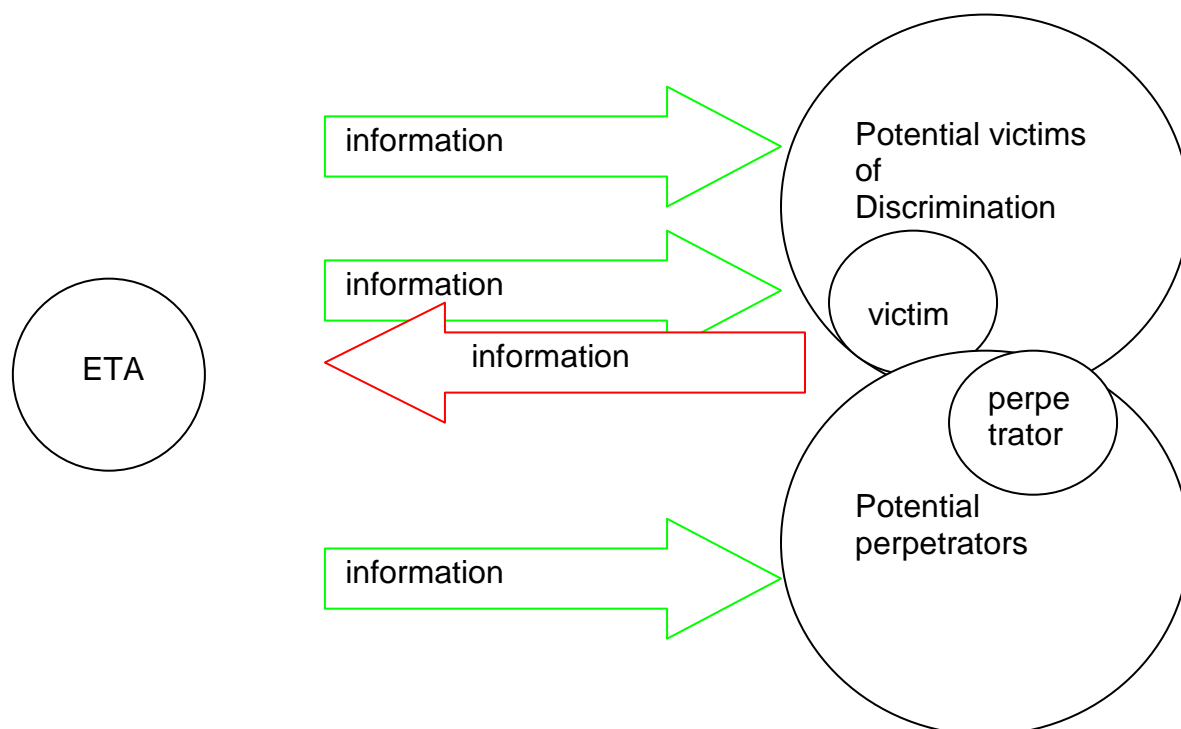 information
Potential victims
of
Discrimination
information
victim
information
ETA
perpe
trator
Potential
perpetrators
information